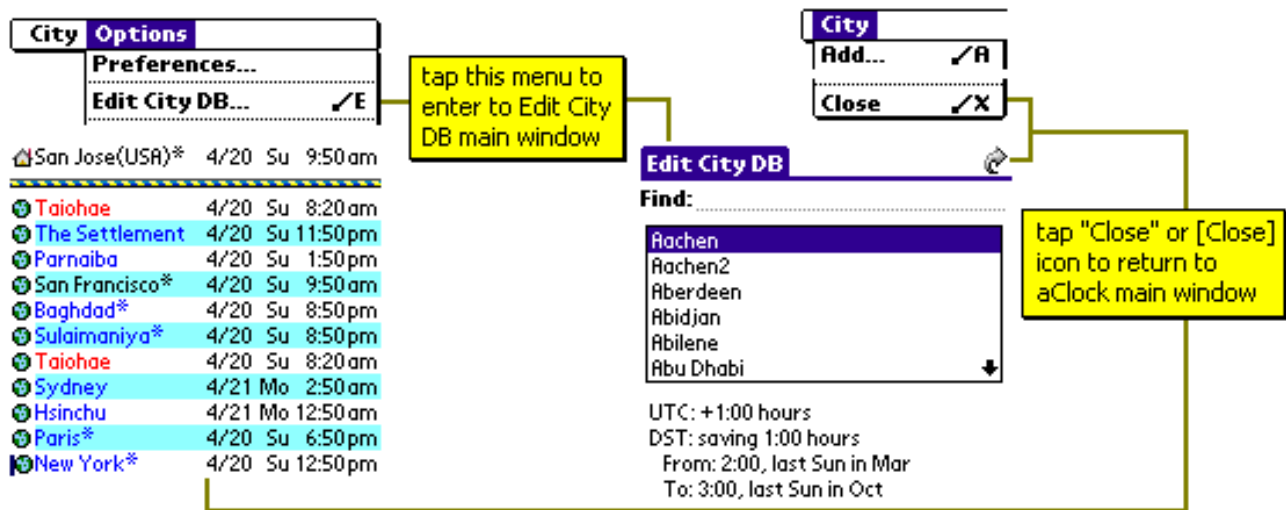 City Options
Preferences...
Edit City DB... ✓E
San Jose(USA)* 4/20 Su 9:50am
Taiohae 4/20 Su 8:20am
The Settlement 4/20 Su 11:50pm
Parnaiba 4/20 Su 1:50pm
San Francisco* 4/20 Su 9:50am
Baghdad* 4/20 Su 8:50pm
Sulaimaniya* 4/20 Su 8:50pm
Taiohae 4/20 Su 8:20am
Sydney 4/21 Mo 2:50am
Hsinchu 4/21 Mo 12:50am
Paris* 4/20 Su 6:50pm
New York* 4/20 Su 12:50pm
tap this menu to
enter to Edit City
DB main window
City
Add... ✓A
Close ✓X
Edit City DB
Find:
Aachen
Aachen2
Aberdeen
Abidjan
Abilene
Abu Dhabi
UTC: +1:00 hours
DST: saving 1:00 hours
From: 2:00, last Sun in Mar
To: 3:00, last Sun in Oct
tap "Close" or [Close]
icon to return to
aClock main window